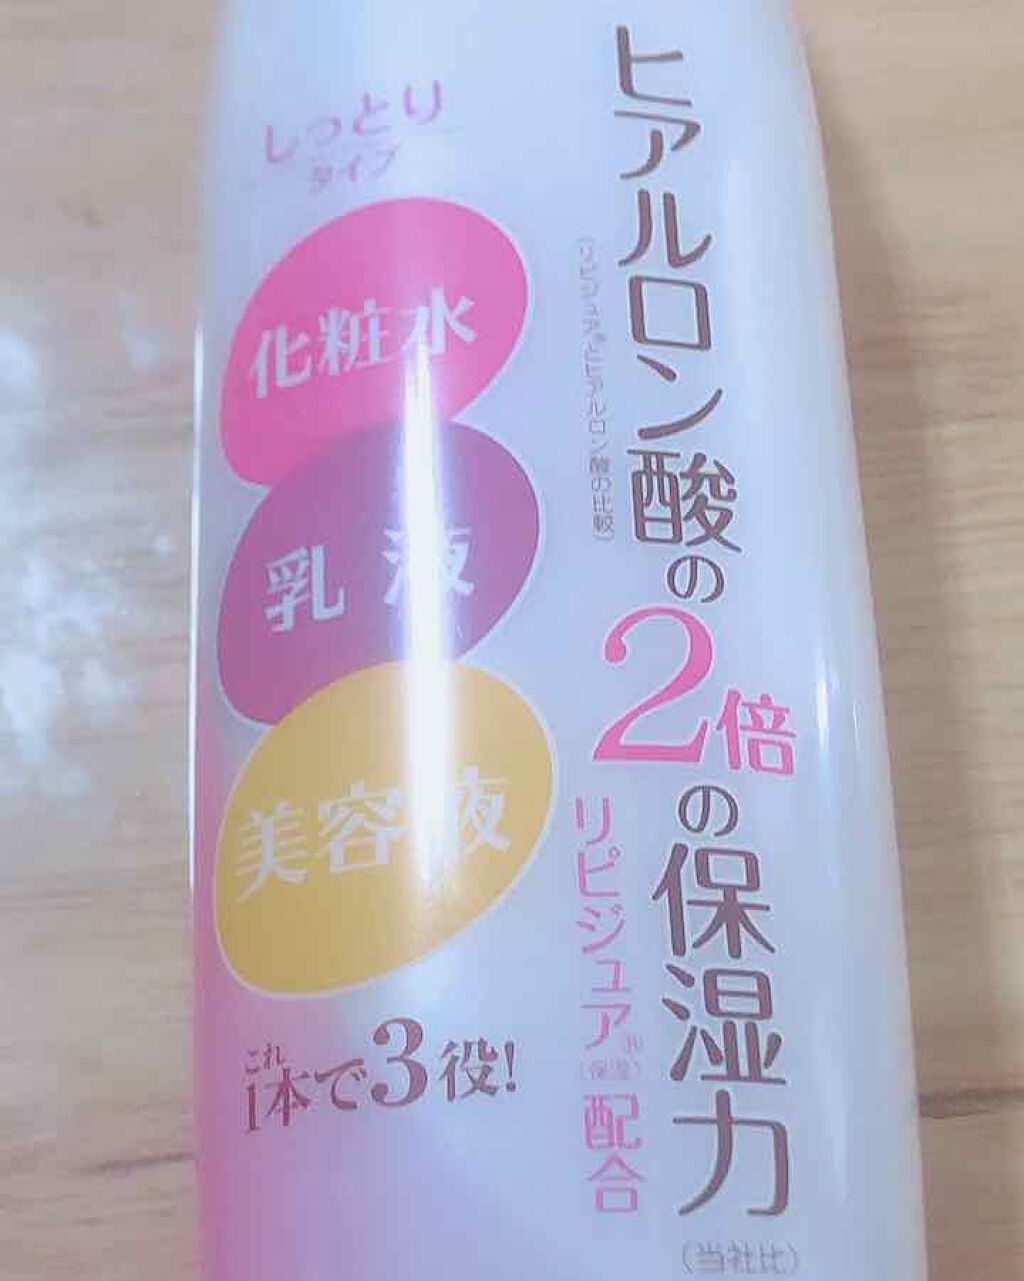 しっとり
タイプ
化粧水
乳液
美容液
これ
1本で3役!
ヒアルロン酸の2倍の保湿力
(リピジュア®とヒアルロン酸の比較)
リピジュア®
(保湿)
配合
(当社比)